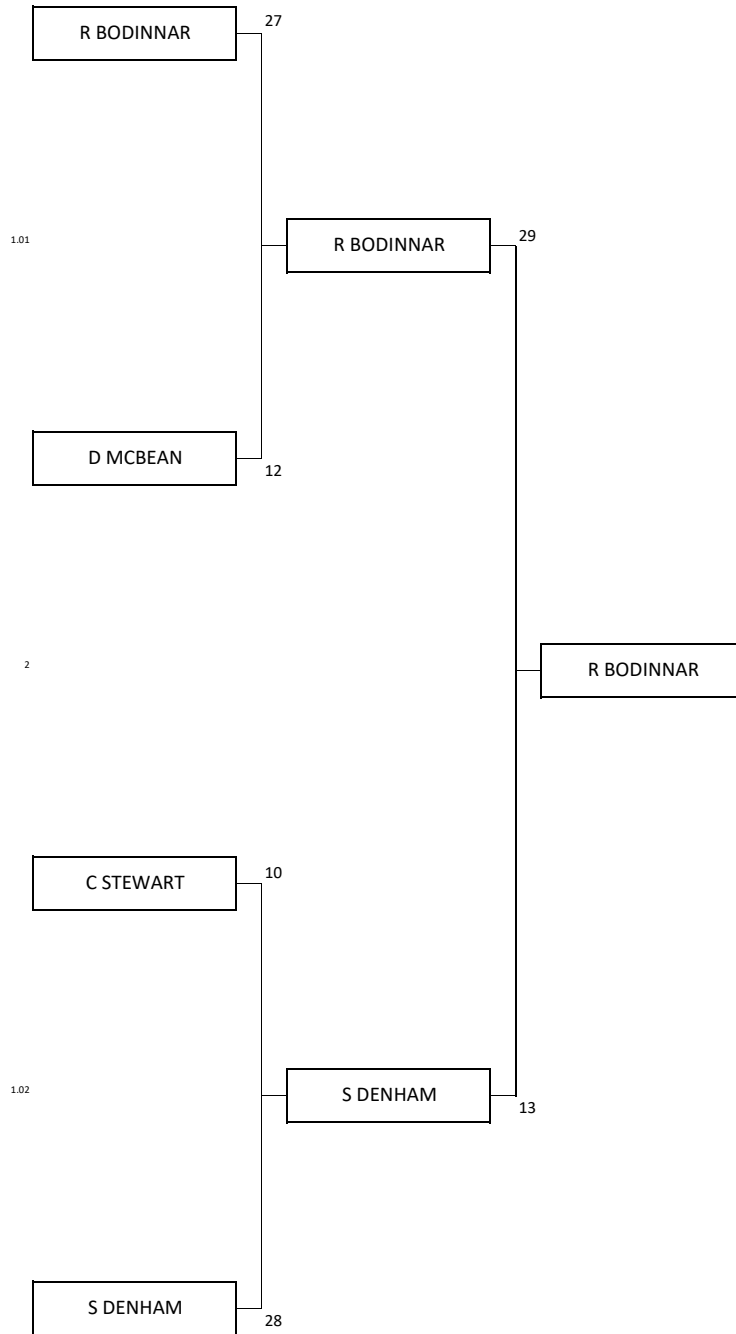 R BODINNAR
27
1.01
R BODINNAR
29
D MCBEAN
12
2
R BODINNAR
C STEWART
10
1.02
S DENHAM
13
S DENHAM
28